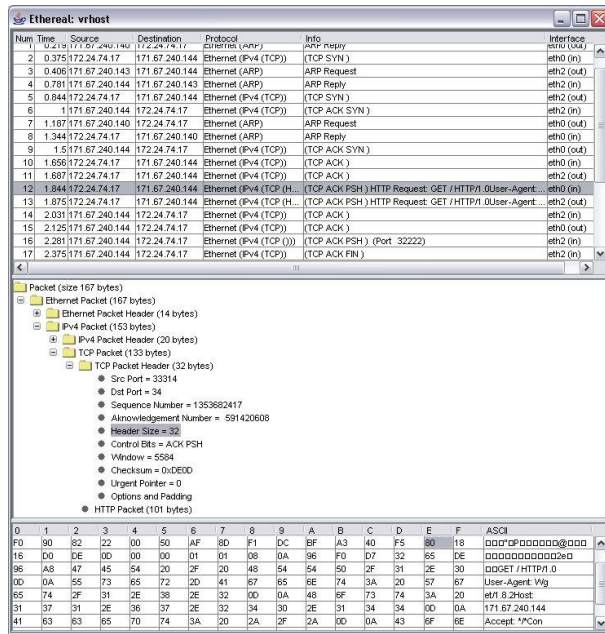 Ethereal: vrhost
Num Time Source Destination Protocol Info Interface
1 0.219 171.67.240.140 172.24.74.17 Ethernet (ARP) ARP Reply eth0 (out)
2 0.375 172.24.74.17 171.67.240.144 Ethernet (IPv4 (TCP)) (TCP SYN ) eth0 (in)
3 0.406 171.67.240.143 171.67.240.144 Ethernet (ARP) ARP Request eth2 (out)
4 0.781 171.67.240.144 171.67.240.143 Ethernet (ARP) ARP Reply eth2 (in)
5 0.844 172.24.74.17 171.67.240.144 Ethernet (IPv4 (TCP)) (TCP SYN ) eth2 (out)
6 1 171.67.240.144 172.24.74.17 Ethernet (IPv4 (TCP)) (TCP ACK SYN ) eth2 (in)
7 1.187 171.67.240.140 172.24.74.17 Ethernet (ARP) ARP Request eth0 (out)
8 1.344 172.24.74.17 171.67.240.140 Ethernet (ARP) ARP Reply eth0 (in)
9 1.5 171.67.240.144 172.24.74.17 Ethernet (IPv4 (TCP)) (TCP ACK SYN ) eth0 (out)
10 1.656 172.24.74.17 171.67.240.144 Ethernet (IPv4 (TCP)) (TCP ACK ) eth0 (in)
11 1.687 172.24.74.17 171.67.240.144 Ethernet (IPv4 (TCP)) (TCP ACK ) eth2 (out)
12 1.844 172.24.74.17 171.67.240.144 Ethernet (IPv4 (TCP (H... (TCP ACK PSH ) HTTP Request: GET / HTTP/1.0User-Agent:... eth0 (in)
13 1.875 172.24.74.17 171.67.240.144 Ethernet (IPv4 (TCP (H... (TCP ACK PSH ) HTTP Request: GET / HTTP/1.0User-Agent:... eth2 (out)
14 2.031 171.67.240.144 172.24.74.17 Ethernet (IPv4 (TCP)) (TCP ACK ) eth2 (in)
15 2.125 171.67.240.144 172.24.74.17 Ethernet (IPv4 (TCP)) (TCP ACK ) eth0 (out)
16 2.281 171.67.240.144 172.24.74.17 Ethernet (IPv4 (TCP ())) (TCP ACK PSH ) (Port 32222) eth2 (in)
17 2.375 171.67.240.144 172.24.74.17 Ethernet (IPv4 (TCP)) (TCP ACK FIN ) eth2 (in)
Packet (size 167 bytes)
Ethernet Packet (167 bytes)
Ethernet Packet Header (14 bytes)
IPv4 Packet (153 bytes)
IPv4 Packet Header (20 bytes)
TCP Packet (133 bytes)
TCP Packet Header (32 bytes)
Src Port = 33314
Dst Port = 34
Sequence Number = 1353682417
Aknowledgement Number = 591420608
Header Size = 32
Control Bits = ACK PSH
Window = 5584
Checksum = 0xDE0D
Urgent Pointer = 0
Options and Padding
HTTP Packet (101 bytes)
0 1 2 3 4 5 6 7 8 9 A B C D E F ASCII
F0 90 82 22 00 50 AF 8D F1 DC BF A3 40 F5 80 18 □□□"□P□□□□□□@□□□
16 D0 DE 0D 00 00 01 01 08 0A 96 F0 D7 32 65 DE □□□□□□□□□□□□□2e□
96 A8 47 45 54 20 2F 20 48 54 54 50 2F 31 2E 30 □□GET / HTTP/1.0
0D 0A 55 73 65 72 2D 41 67 65 6E 74 3A 20 57 67 User-Agent: Wg
65 74 2F 31 2E 38 2E 32 0D 0A 48 6F 73 74 3A 20 et/1.8.2Host:
31 37 31 2E 36 37 2E 32 34 30 2E 31 34 34 0D 0A 171.67.240.144
41 63 63 65 70 74 3A 20 2A 2F 2A 0D 0A 43 6F 6E Accept: */*Con